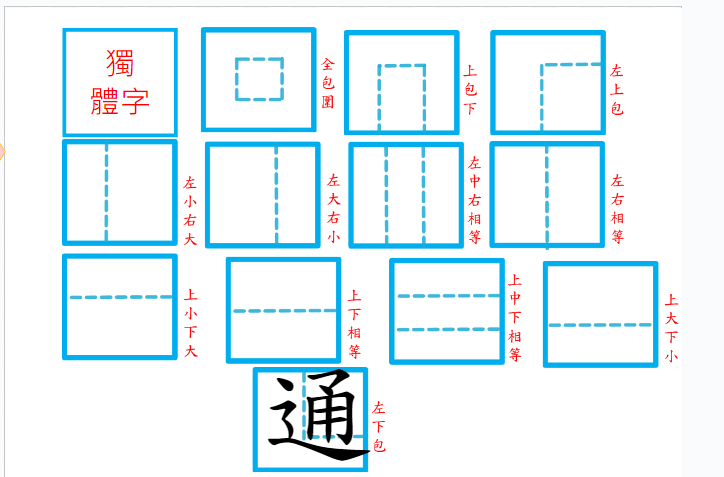 獨
體字
全包圍
上包下
左上包
左小右大
左大右小
左中右相等
左右相等
上小下大
上下相等
上中下相等
上大下小
通
左下包